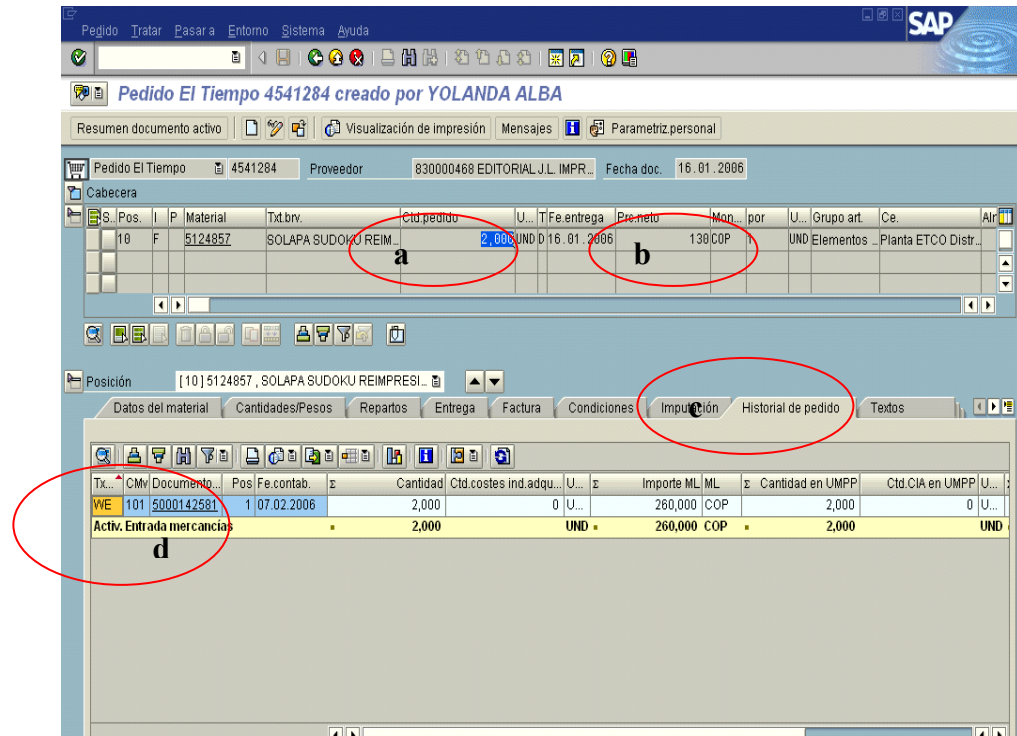 Pedido Tratar Pasar a Entorno Sistema Ayuda
SAP
Pedido El Tiempo 4541284 creado por YOLANDA ALBA
Resumen documento activo Visualización de impresión Mensajes Parametriz.personal
Pedido El Tiempo 4541284 Proveedor 830000468 EDITORIAL J.L. IMPR... Fecha doc. 16.01.2006
Cabecera
S.. Pos. I P Material Txt.brv. Ctd.pedido U... T Fe.entrega Prc.neto Mon... por U... Grupo art. Ce. Alr
10 F 5124857 SOLAPA SUDOKU REIM... 2,000 UND D 16.01.2006 130 COP 1 UND Elementos ... Planta ETCO Distr...
a b
Posición [ 10 ] 5124857 , SOLAPA SUDOKU REIMPRESI...
Datos del material Cantidades/Pesos Repartos Entrega Factura Condiciones Imputación Historial de pedido Textos
c
Tx... CMv Documento... Pos Fe.contab. Σ Cantidad Ctd.costes ind.adqu... U... Σ Importe ML ML Σ Cantidad en UMPP Ctd.CIA en UMPP U...
WE 101 5000142581 1 07.02.2006 2,000 0 U... 260,000 COP 2,000 0 U...
Activ. Entrada mercancías 2,000 UND 260,000 COP 2,000 UND
d